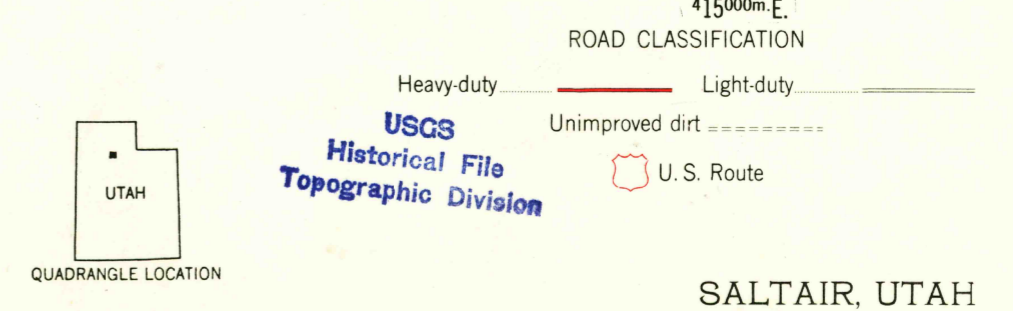 415000m.E.
ROAD CLASSIFICATION
Heavy-duty Light-duty
Unimproved dirt
U. S. Route
USGS
Historical File
Topographic Division
UTAH
QUADRANGLE LOCATION
SALTAIR, UTAH